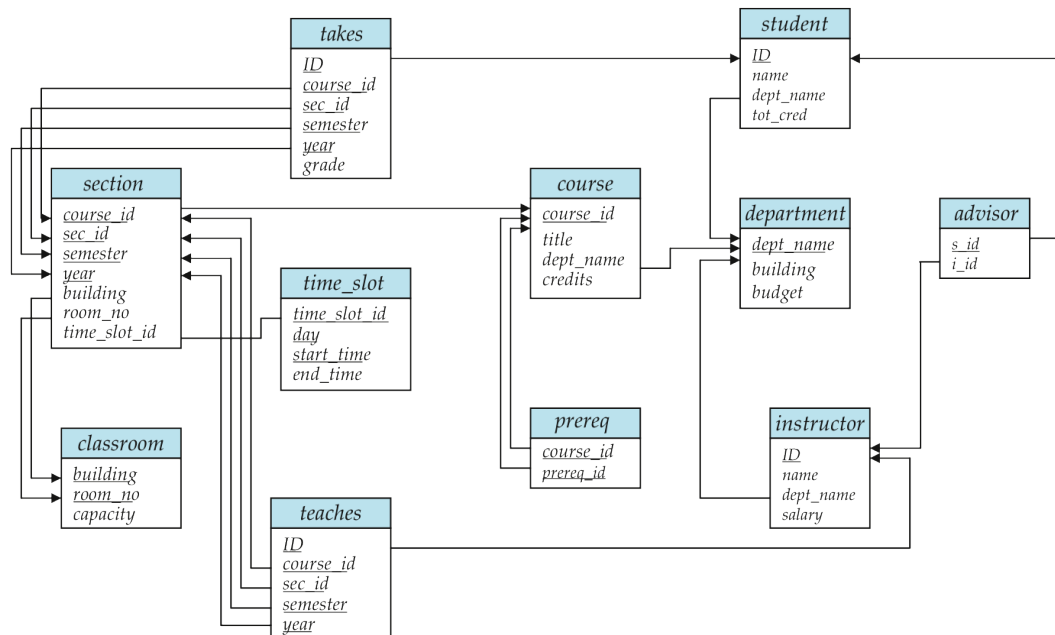 takes
ID
course_id
sec_id
semester
year
grade
student
ID
name
dept_name
tot_cred
section
course_id
sec_id
semester
year
building
room_no
time_slot_id
course
course_id
title
dept_name
credits
department
dept_name
building
budget
advisor
s_id
i_id
time_slot
time_slot_id
day
start_time
end_time
classroom
building
room_no
capacity
prereq
course_id
prereq_id
instructor
ID
name
dept_name
salary
teaches
ID
course_id
sec_id
semester
year